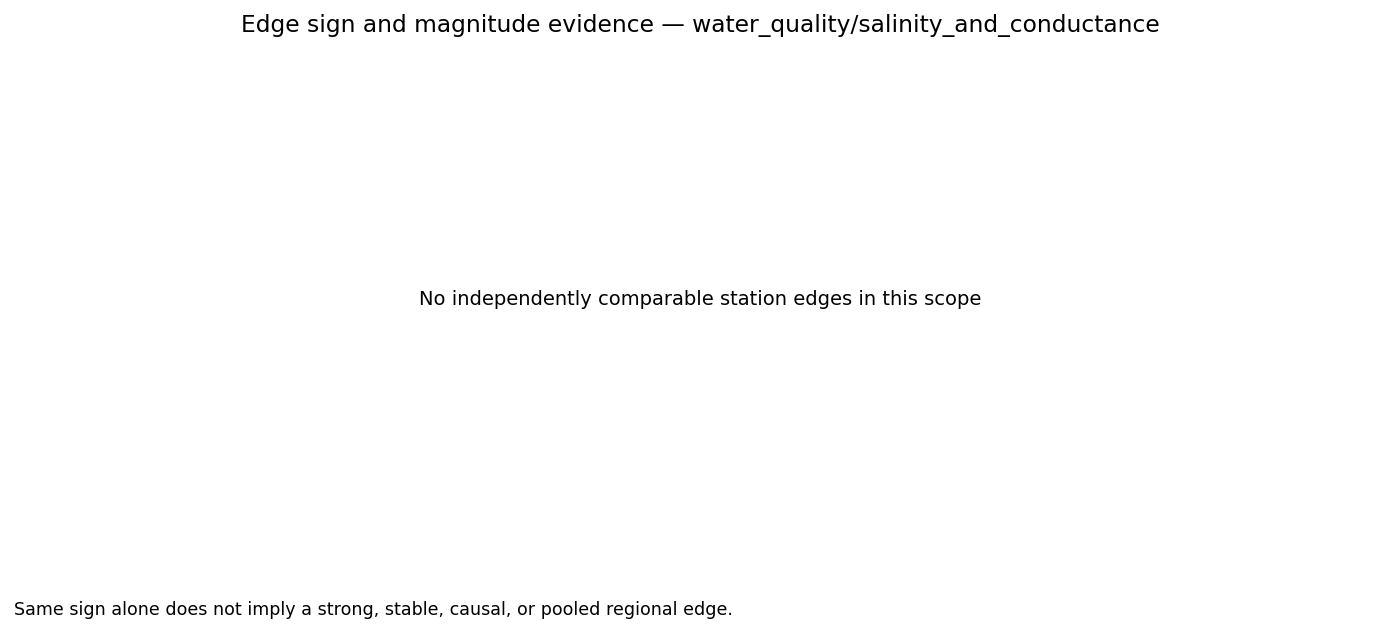 Edge sign and magnitude evidence — water_quality/salinity_and_conductance
No independently comparable station edges in this scope
Same sign alone does not imply a strong, stable, causal, or pooled regional edge.